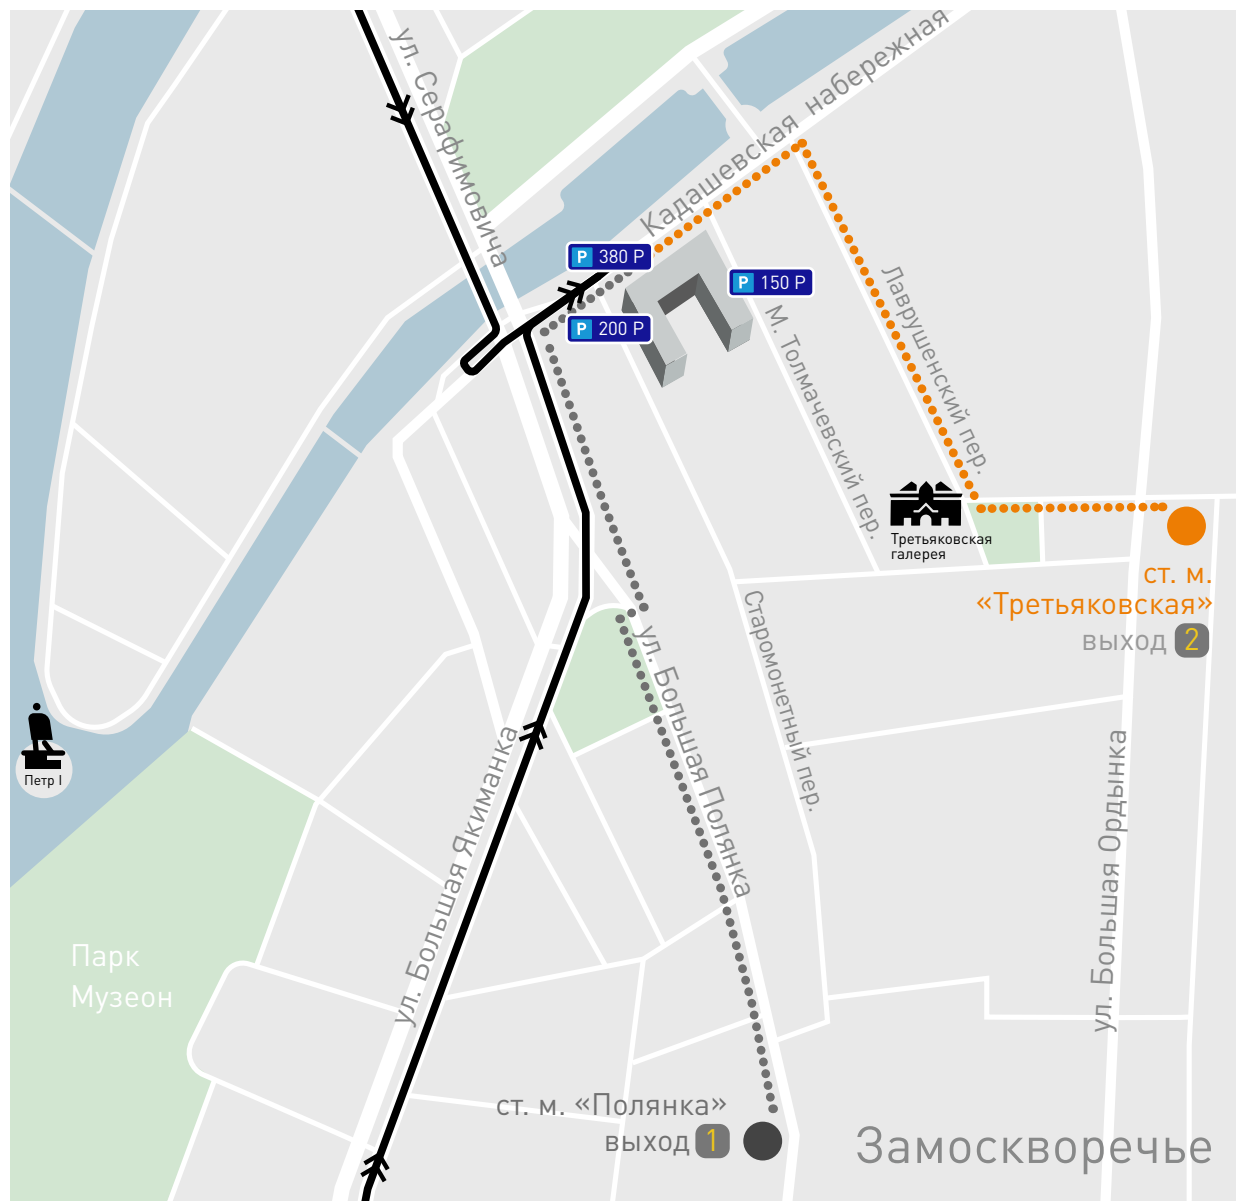 ул. Серафимовича
Кадашевская набережная
P 380 Р
P 150 Р
P 200 Р
М. Толмачевский пер.
Лаврушенский пер.
Третьяковская
галерея
ст. м.
«Третьяковская»
выход 2
Старомонетный пер.
ул. Большая Полянка
Петр I
ул. Большая Якиманка
ул. Большая Ордынка
Парк
Музеон
ст. м. «Полянка»
выход 1
Замоскворечье